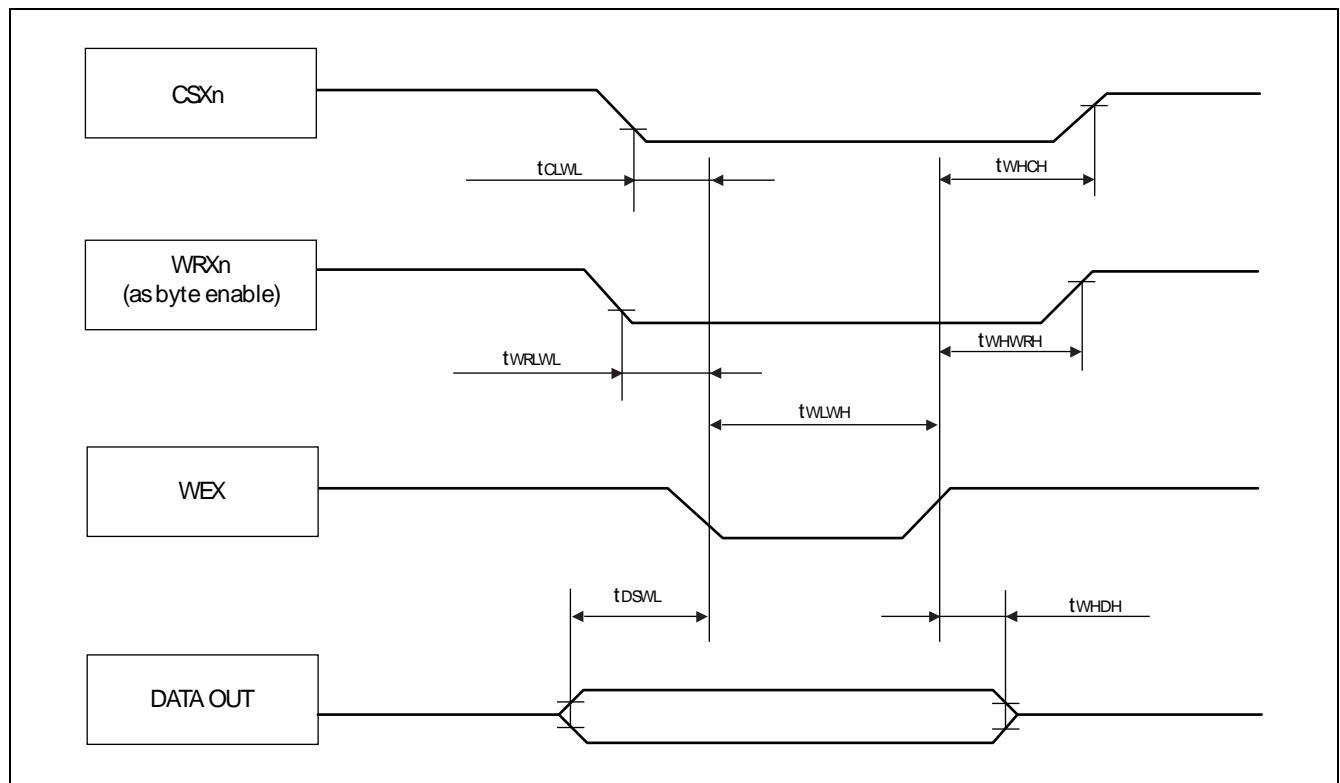 CSXn
tCLWL
tWHCH
WRXn
(as byte enable)
tWRLWL
tWHWRH
tWLWH
WEX
tDSWL
tWHDH
DATA OUT